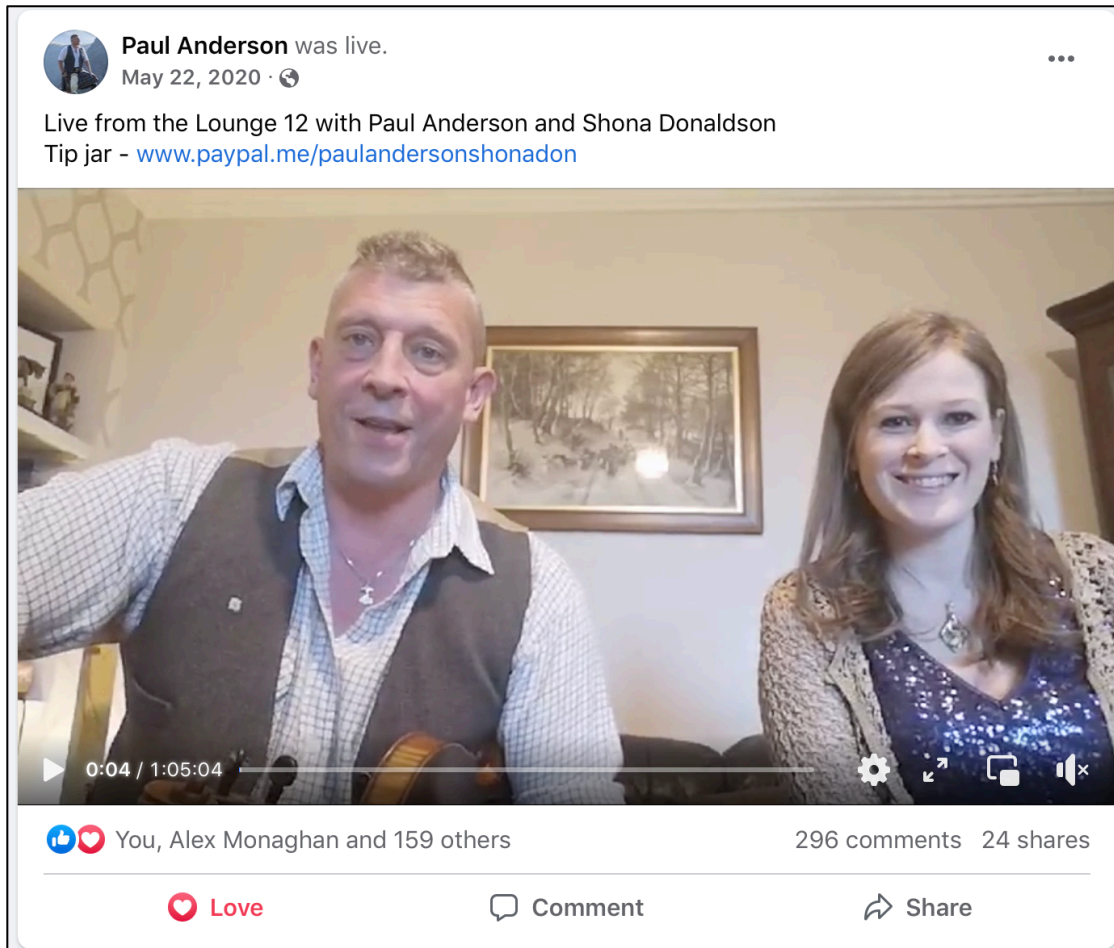 Paul Anderson was live.
May 22, 2020 ·
Live from the Lounge 12 with Paul Anderson and Shona Donaldson
Tip jar - www.paypal.me/paulandersonshonadon
0:04 / 1:05:04
You, Alex Monaghan and 159 others
296 comments 24 shares
Love Comment Share